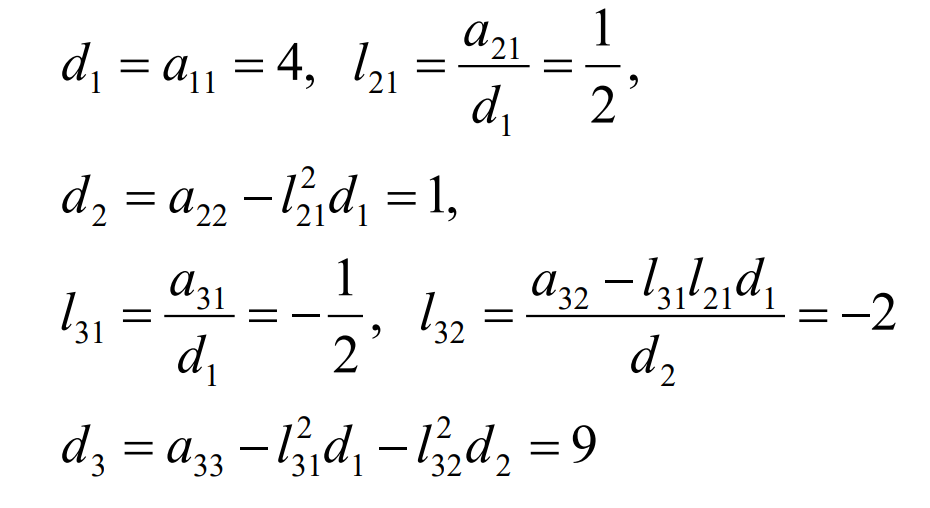 d₁ = a₁₁ = 4, l₂₁ = a₂₁/d₁ = 1/2,
d₂ = a₂₂ − l₂₁²d₁ = 1,
l₃₁ = a₃₁/d₁ = −1/2, l₃₂ = (a₃₂ − l₃₁l₂₁d₁)/d₂ = −2
d₃ = a₃₃ − l₃₁²d₁ − l₃₂²d₂ = 9